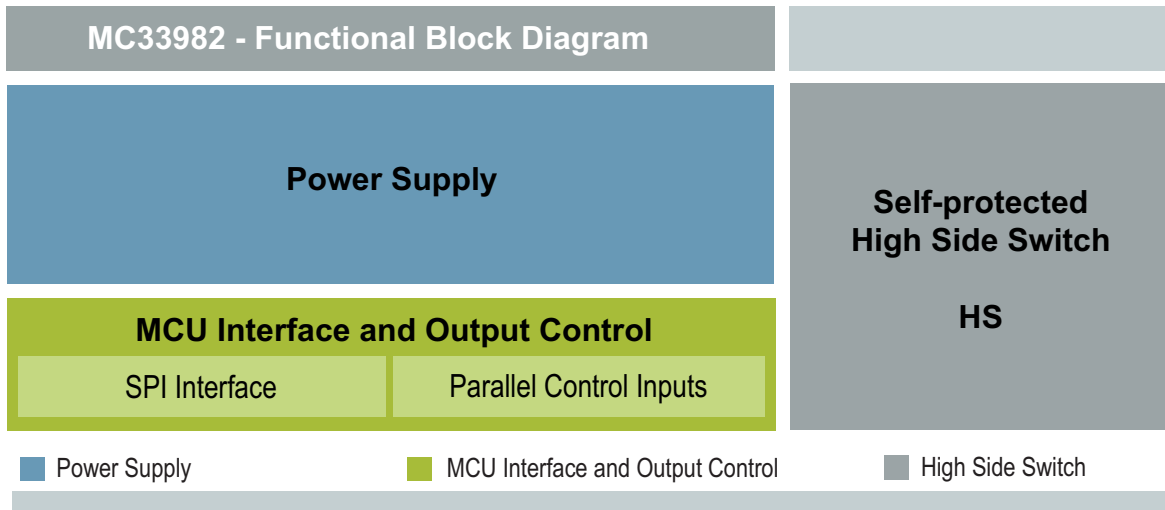 MC33982 - Functional Block Diagram
Power Supply
Self-protected
High Side Switch
HS
MCU Interface and Output Control
SPI Interface
Parallel Control Inputs
Power Supply
MCU Interface and Output Control
High Side Switch